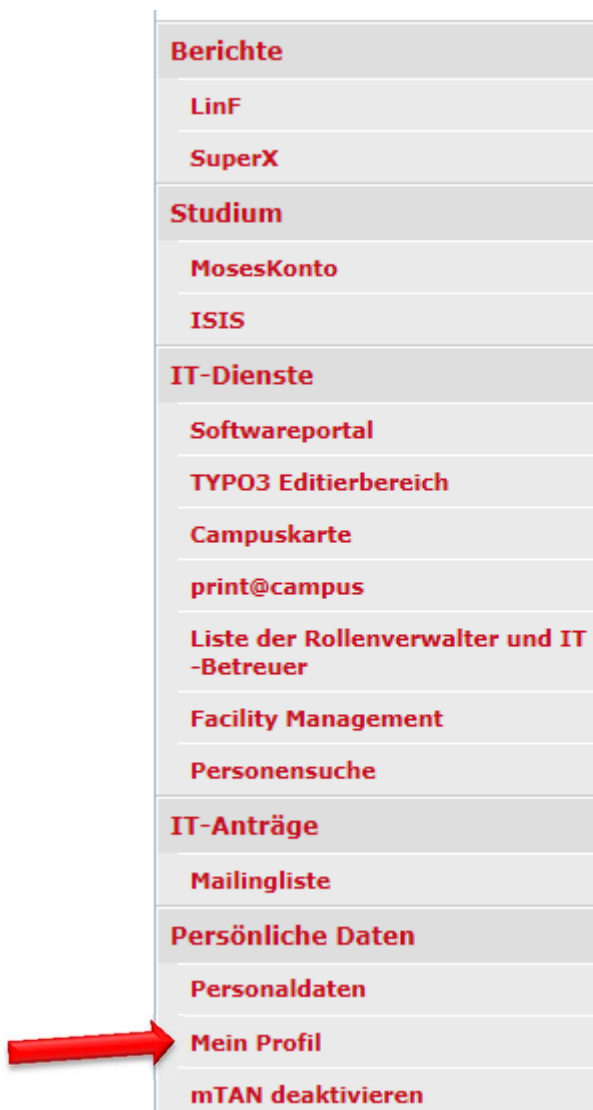 Berichte
LinF
SuperX
Studium
MosesKonto
ISIS
IT-Dienste
Softwareportal
TYPO3 Editierbereich
Campuskarte
print@campus
Liste der Rollenverwalter und IT
-Betreuer
Facility Management
Personensuche
IT-Anträge
Mailingliste
Persönliche Daten
Personaldaten
Mein Profil
mTAN deaktivieren